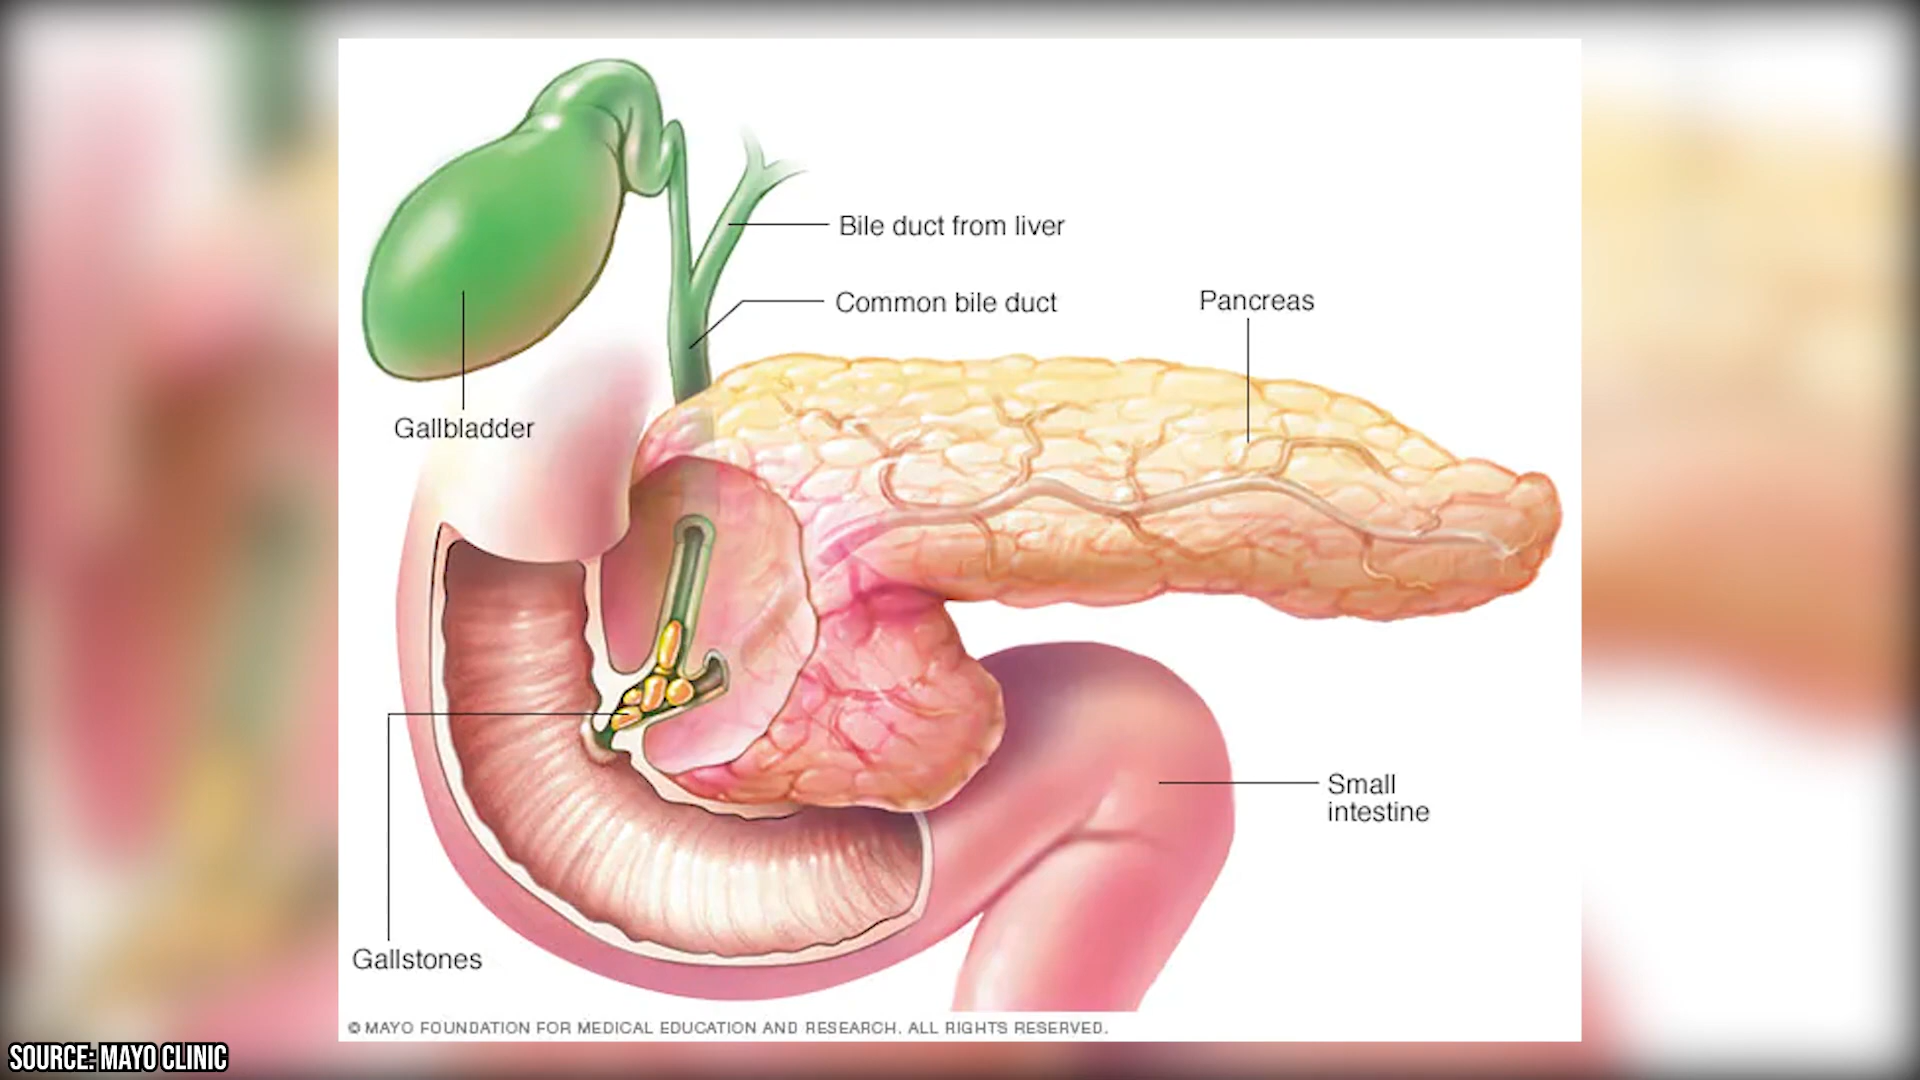 Bile duct from liver
Common bile duct
Pancreas
Gallbladder
Small
intestine
Gallstones
© MAYO FOUNDATION FOR MEDICAL EDUCATION AND RESEARCH. ALL RIGHTS RESERVED.
SOURCE: MAYO CLINIC